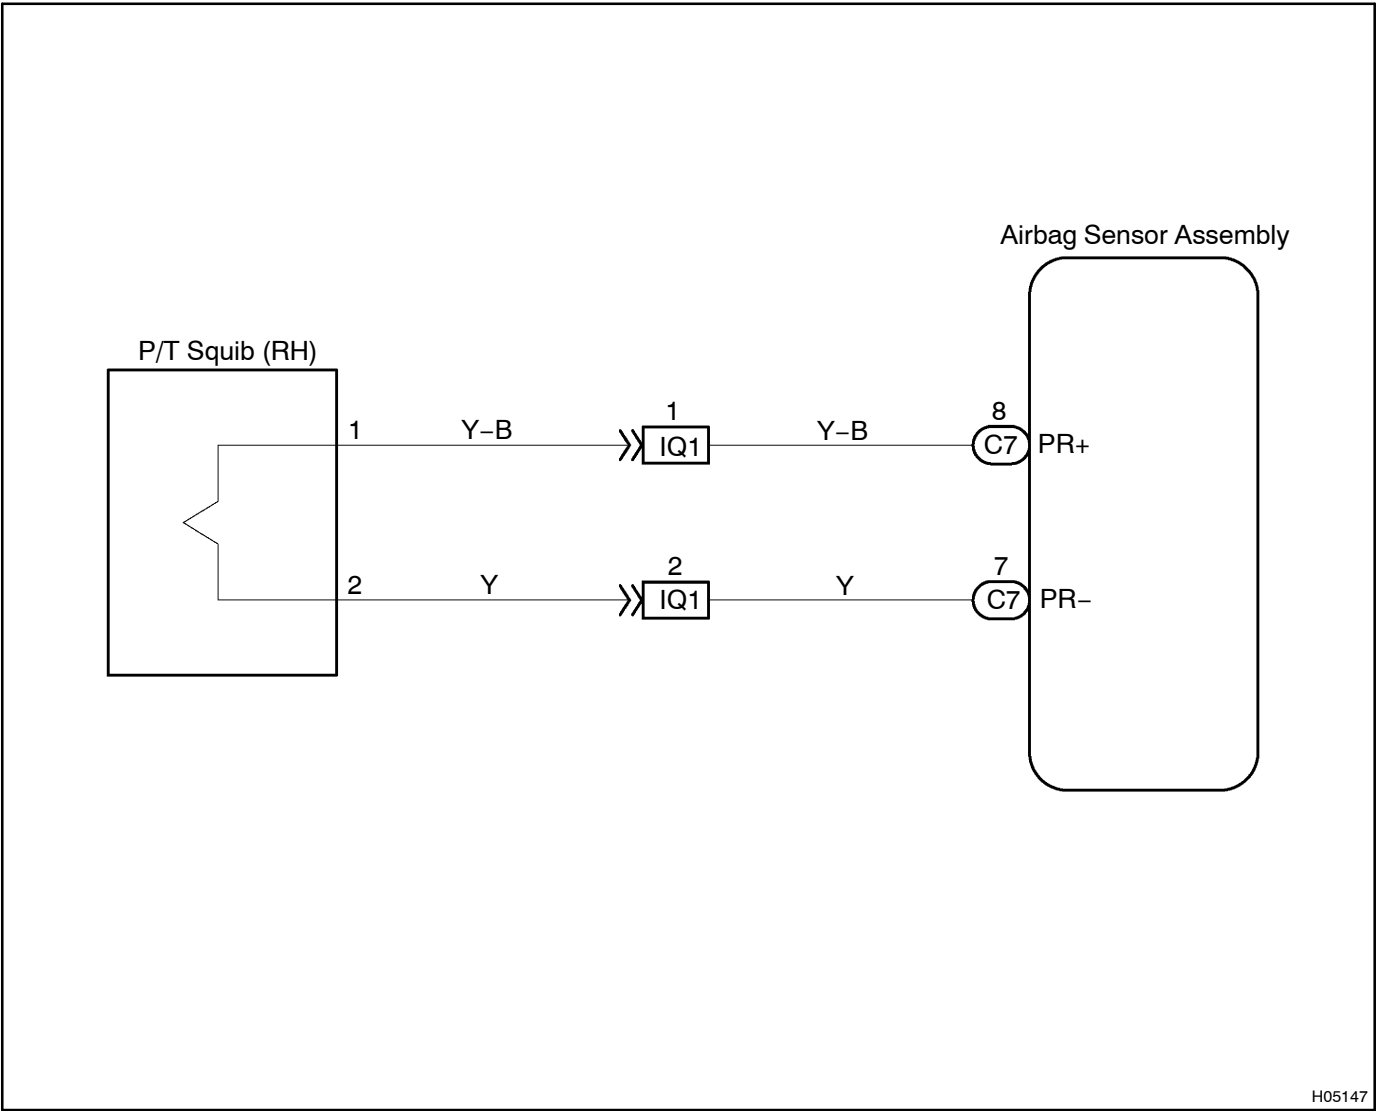 Airbag Sensor Assembly
P/T Squib (RH)
1 Y−B 1 IQ1 Y−B 8 C7 PR+
2 Y 2 IQ1 Y 7 C7 PR−
H05147